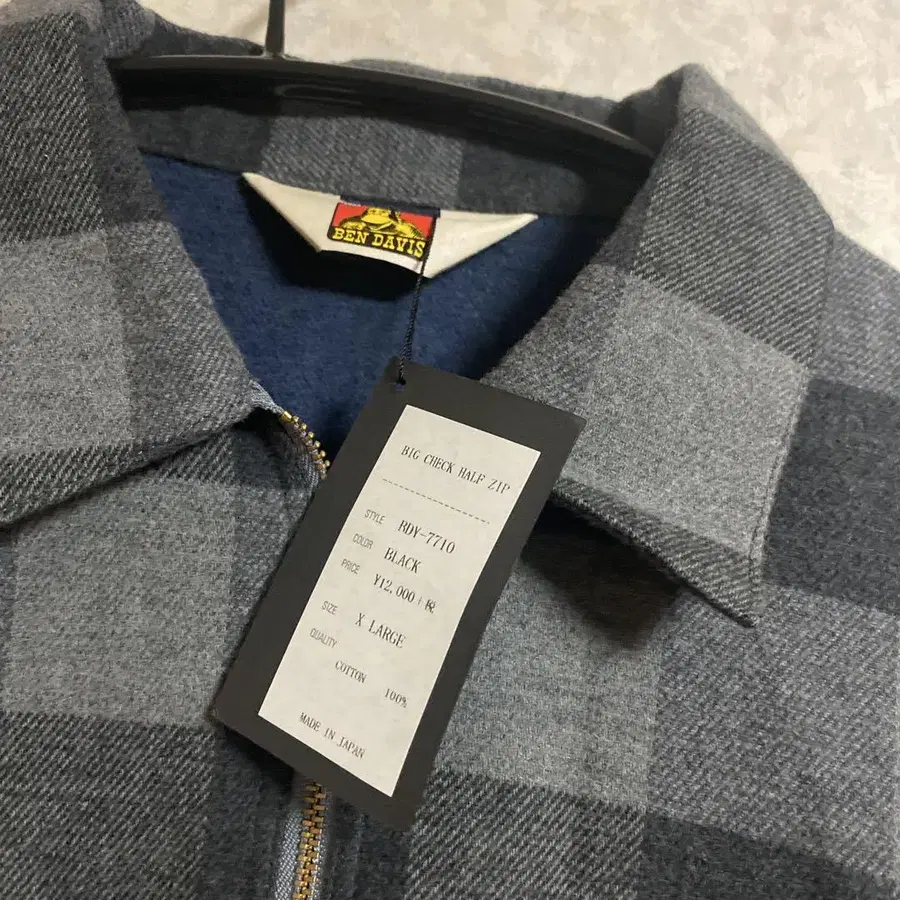 BEN DAVIS
BIG CHECK HALF ZIP
STYLE RDY-7710
COLOR BLACK
PRICE ¥12,000+税
SIZE X LARGE
QUALITY
COTTON 100%
MADE IN JAPAN